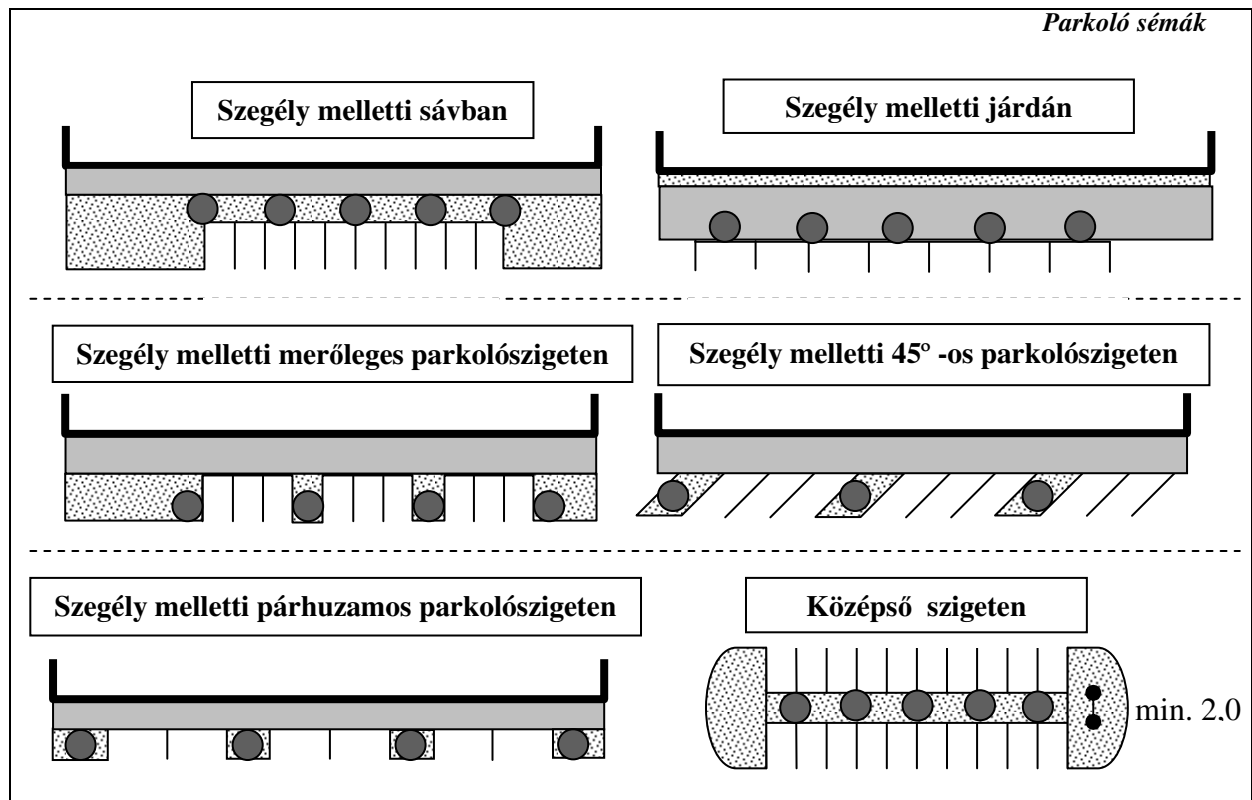 Parkoló sémák
Szegély melletti sávban
Szegély melletti járdán
Szegély melletti merőleges parkolószigeten
Szegély melletti 45º -os parkolószigeten
Szegély melletti párhuzamos parkolószigeten
Középső szigeten
min. 2,0